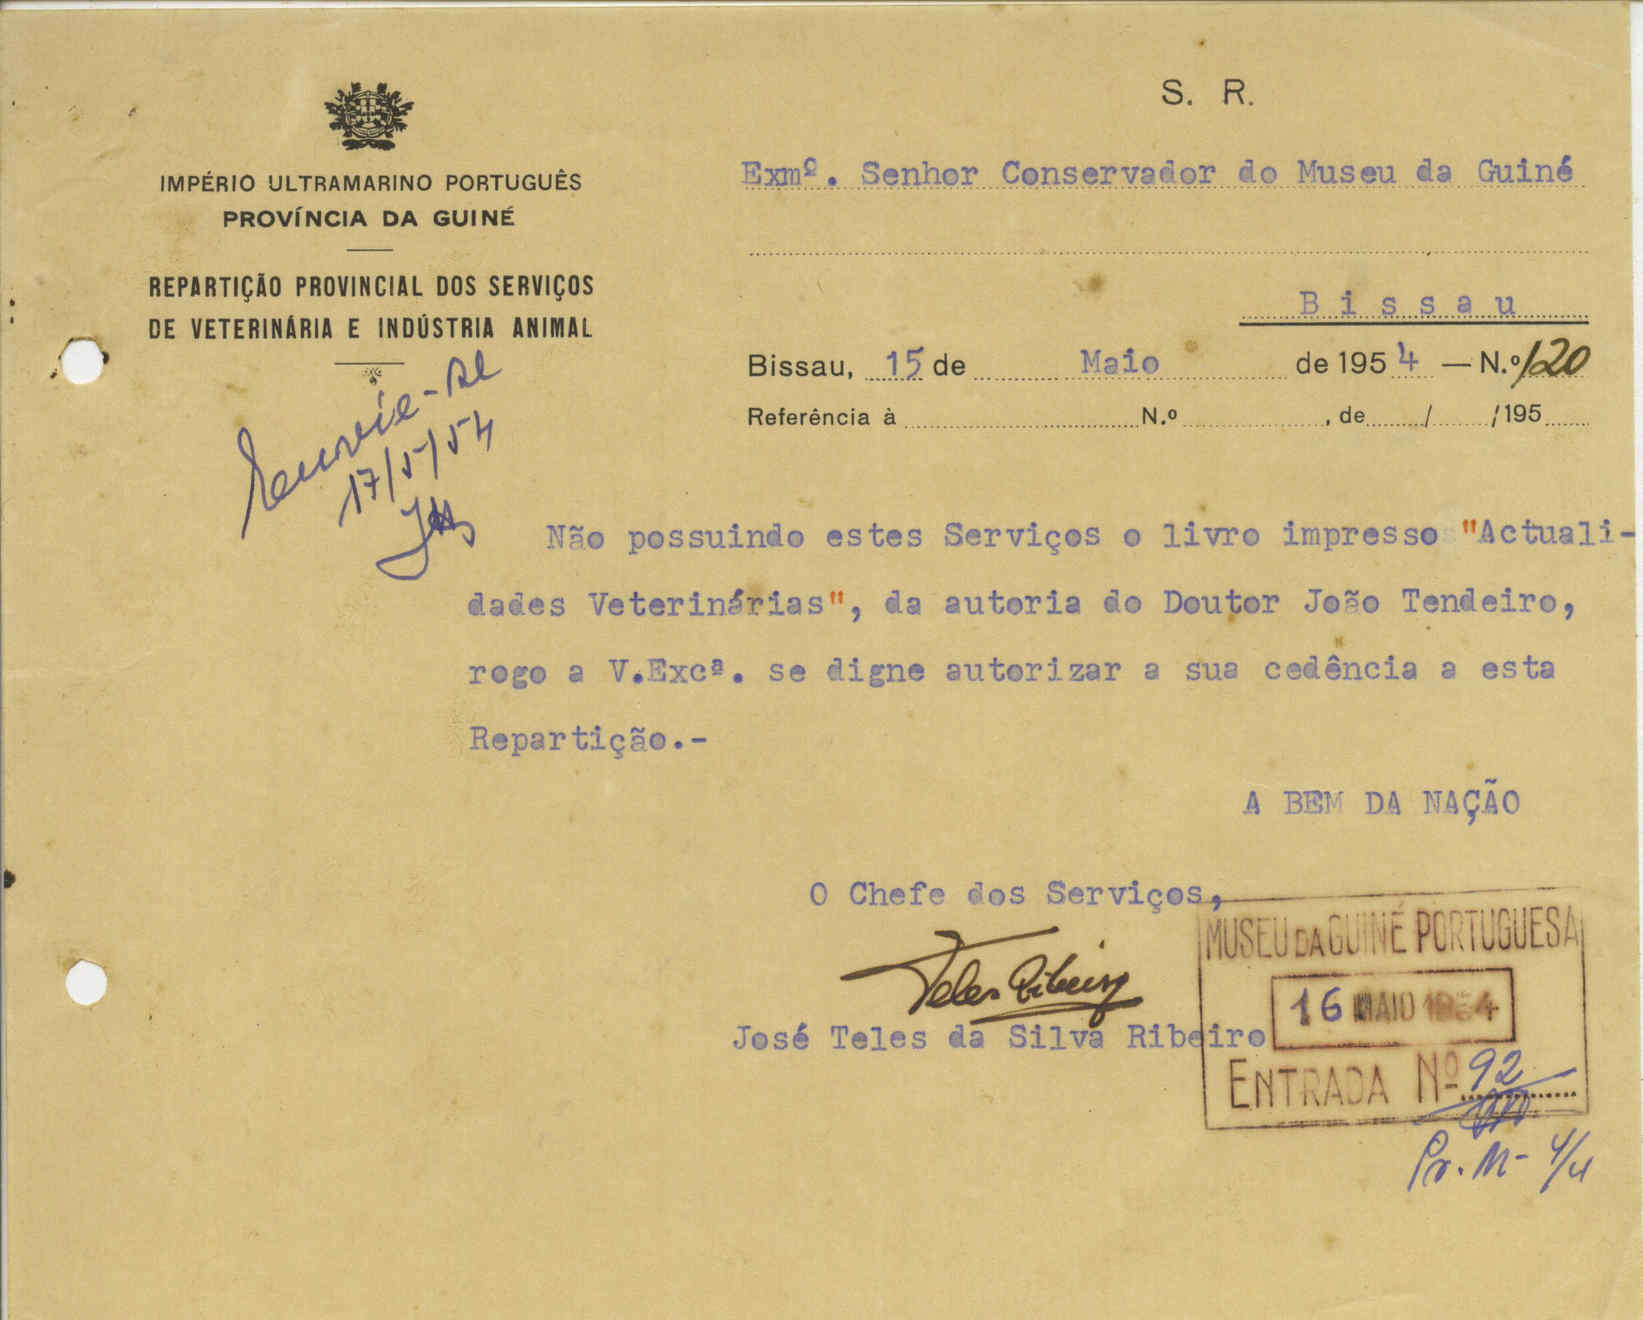 S. R.
IMPÉRIO ULTRAMARINO PORTUGUÊS
PROVÍNCIA DA GUINÉ
REPARTIÇÃO PROVINCIAL DOS SERVIÇOS
DE VETERINÁRIA E INDÚSTRIA ANIMAL
Exmº. Senhor Conservador do Museu da Guiné
Bissau
Bissau, 15 de Maio de 1954 — N.º 120
Referência à N.º , de / /195
17/5/54
Não possuindo estes Serviços o livro impresso "Actuali-
dades Veterinárias", da autoria do Doutor João Tendeiro,
rogo a V.Excª. se digne autorizar a sua cedência a esta
Repartição.-
A BEM DA NAÇÃO
O Chefe dos Serviços,
Teles Ribeiro
José Teles da Silva Ribeiro
MUSEU DA GUINÉ PORTUGUESA
16 MAIO 1954
ENTRADA Nº 92